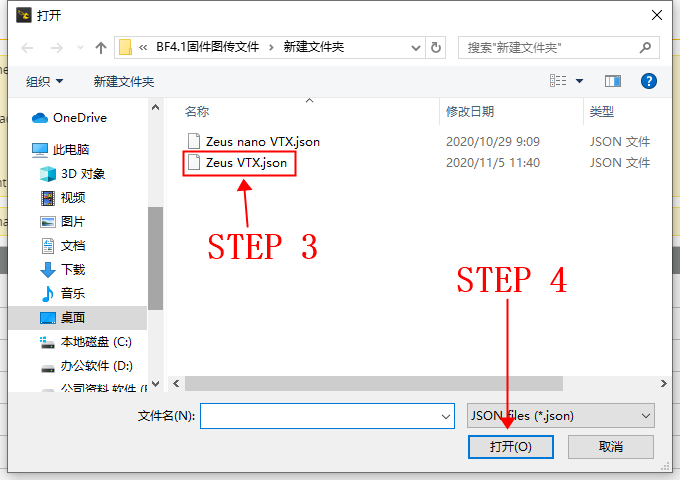 打开
« BF4.1固件图传文件 › 新建文件夹
搜索"新建文件夹"
组织 新建文件夹
名称 修改日期 类型
OneDrive
此电脑
3D 对象
视频
图片
文档
下载
音乐
桌面
本地磁盘 (C:)
办公软件 (D:)
公司资料 软件 (
Zeus nano VTX.json 2020/10/29 9:09 JSON 文件
Zeus VTX.json 2020/11/5 11:40 JSON 文件
STEP 3
STEP 4
文件名(N):
JSON files (*.json)
打开(O) 取消